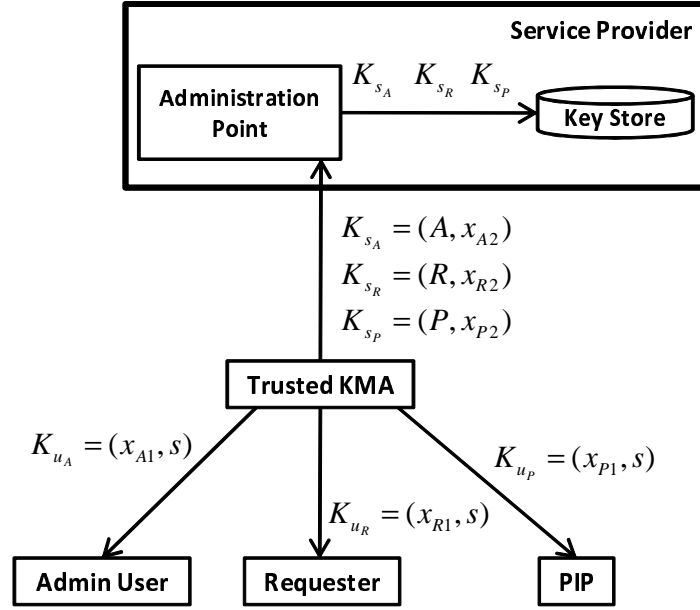 Service Provider
Administration
Point
K_{s_A} K_{s_R} K_{s_P}
Key Store
K_{s_A} = (A, x_{A2})
K_{s_R} = (R, x_{R2})
K_{s_P} = (P, x_{P2})
Trusted KMA
K_{u_A} = (x_{A1}, s)
K_{u_P} = (x_{P1}, s)
K_{u_R} = (x_{R1}, s)
Admin User
Requester
PIP